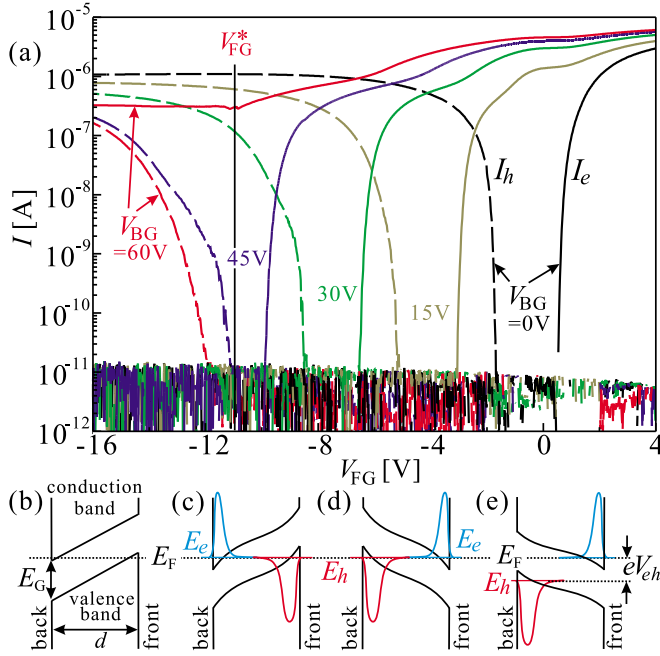 (a)
V*FG
10-5
10-6
10-7
10-8
10-9
10-10
10-11
10-12
I [A]
Ih
Ie
VBG
=60V
45V
30V
15V
VBG
=0V
-16
-12
-8
-4
0
4
VFG [V]
(b)
conduction
band
EG
valence
band
d
back
front
(c)
Ee
EF
Eh
back
front
(d)
Ee
Eh
back
front
(e)
EF
Eh
eVeh
back
front